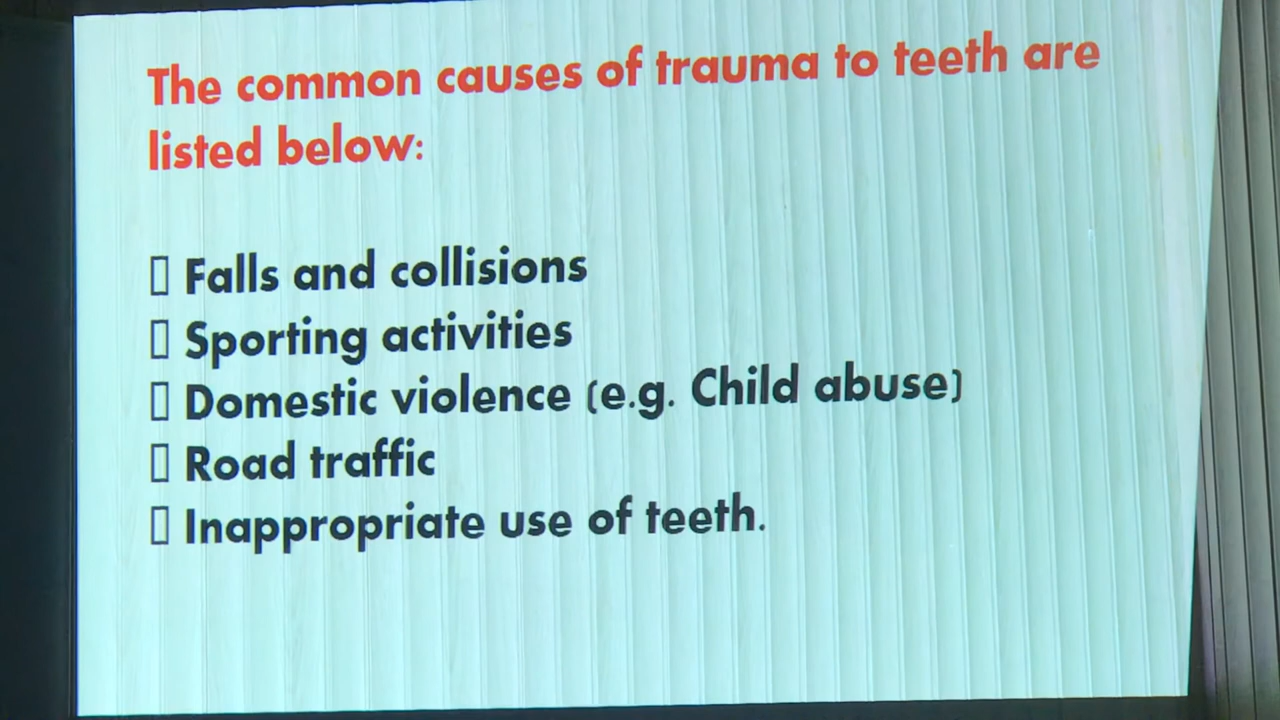 The common causes of trauma to teeth are
listed below:
▯ Falls and collisions
▯ Sporting activities
▯ Domestic violence (e.g. Child abuse)
▯ Road traffic
▯ Inappropriate use of teeth.